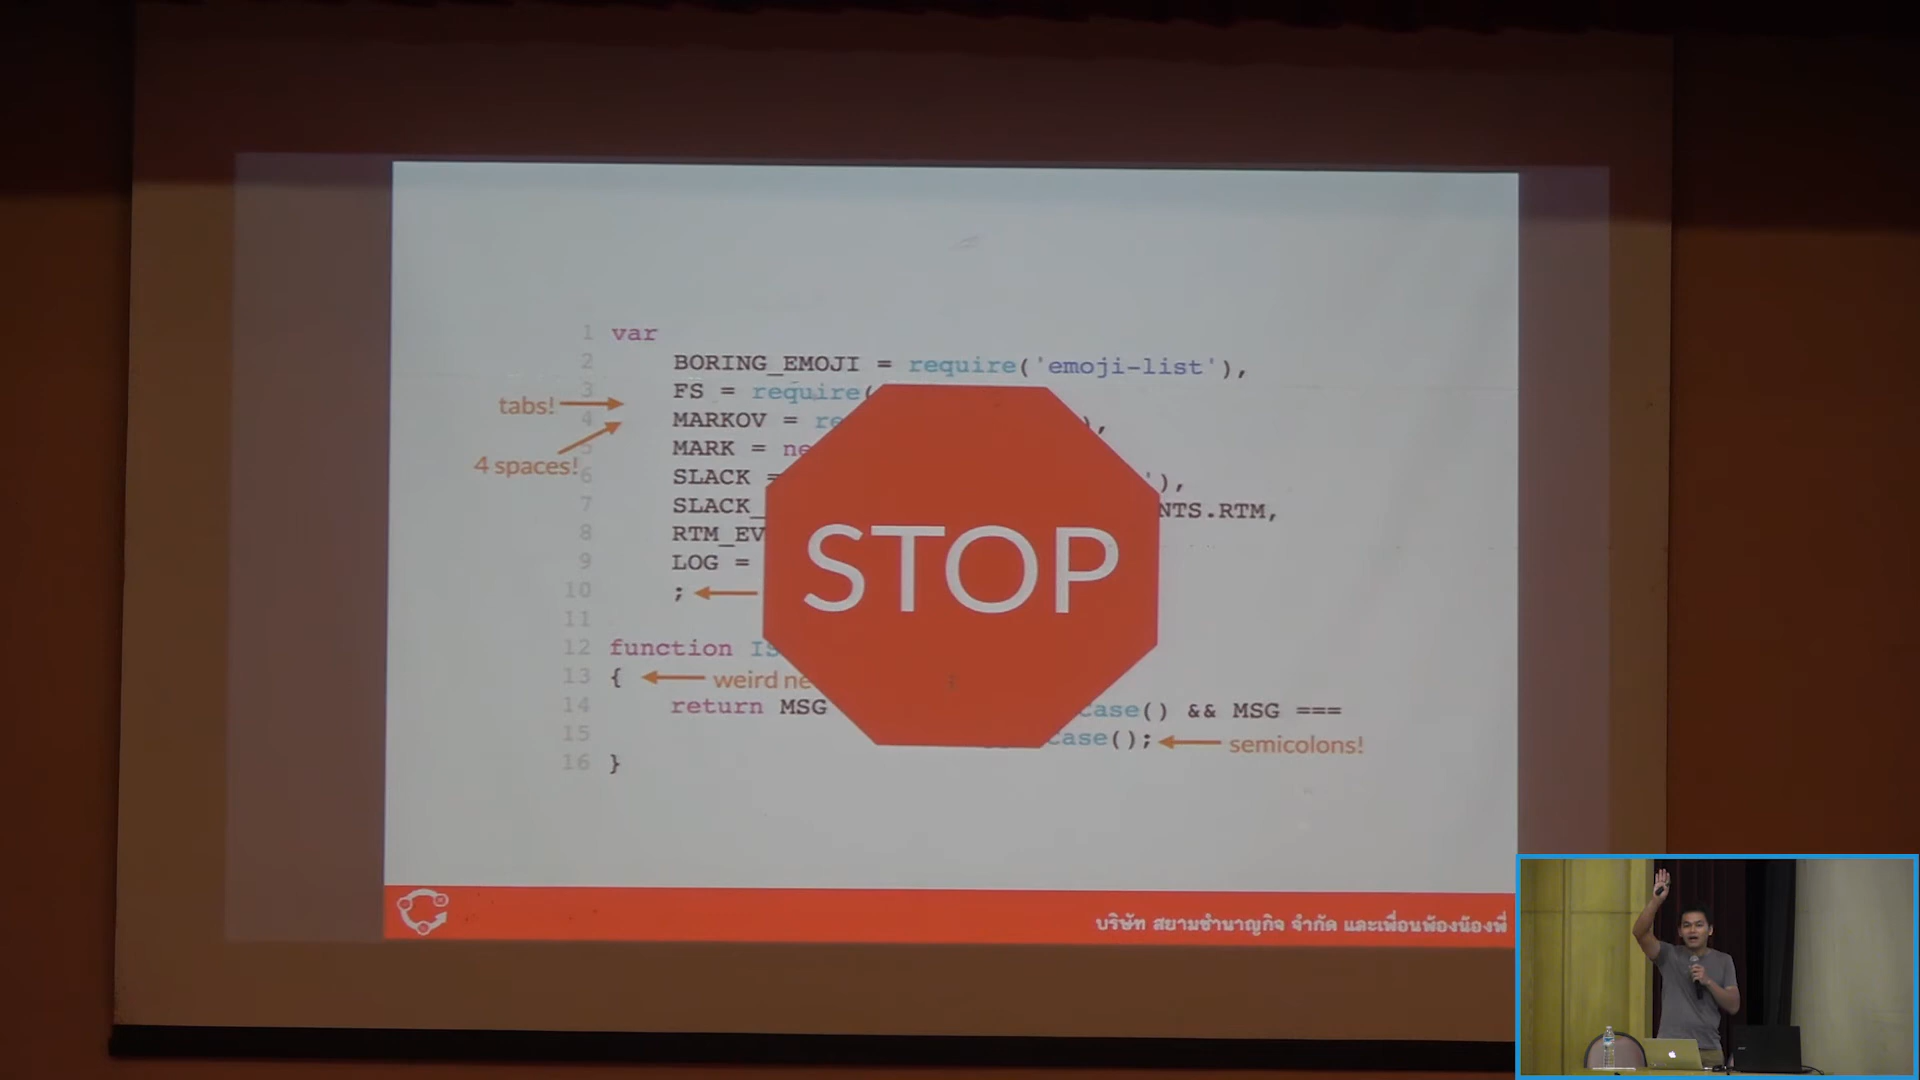 1 var
2 BORING_EMOJI = require('emoji-list'),
3 FS = require(
tabs!
4 MARKOV = re ),
5 MARK = ne
4 spaces!
6 SLACK = '),
7 SLACK_ NTS.RTM,
8 RTM_EV
9 LOG =
STOP
10 ;
11
12 function IS
13 {
weird ne
14 return MSG Case() && MSG ===
15 Case();
semicolons!
16 }
บริษัท สยามชำนาญกิจ จำกัด และเพื่อนพ้องน้องพี่